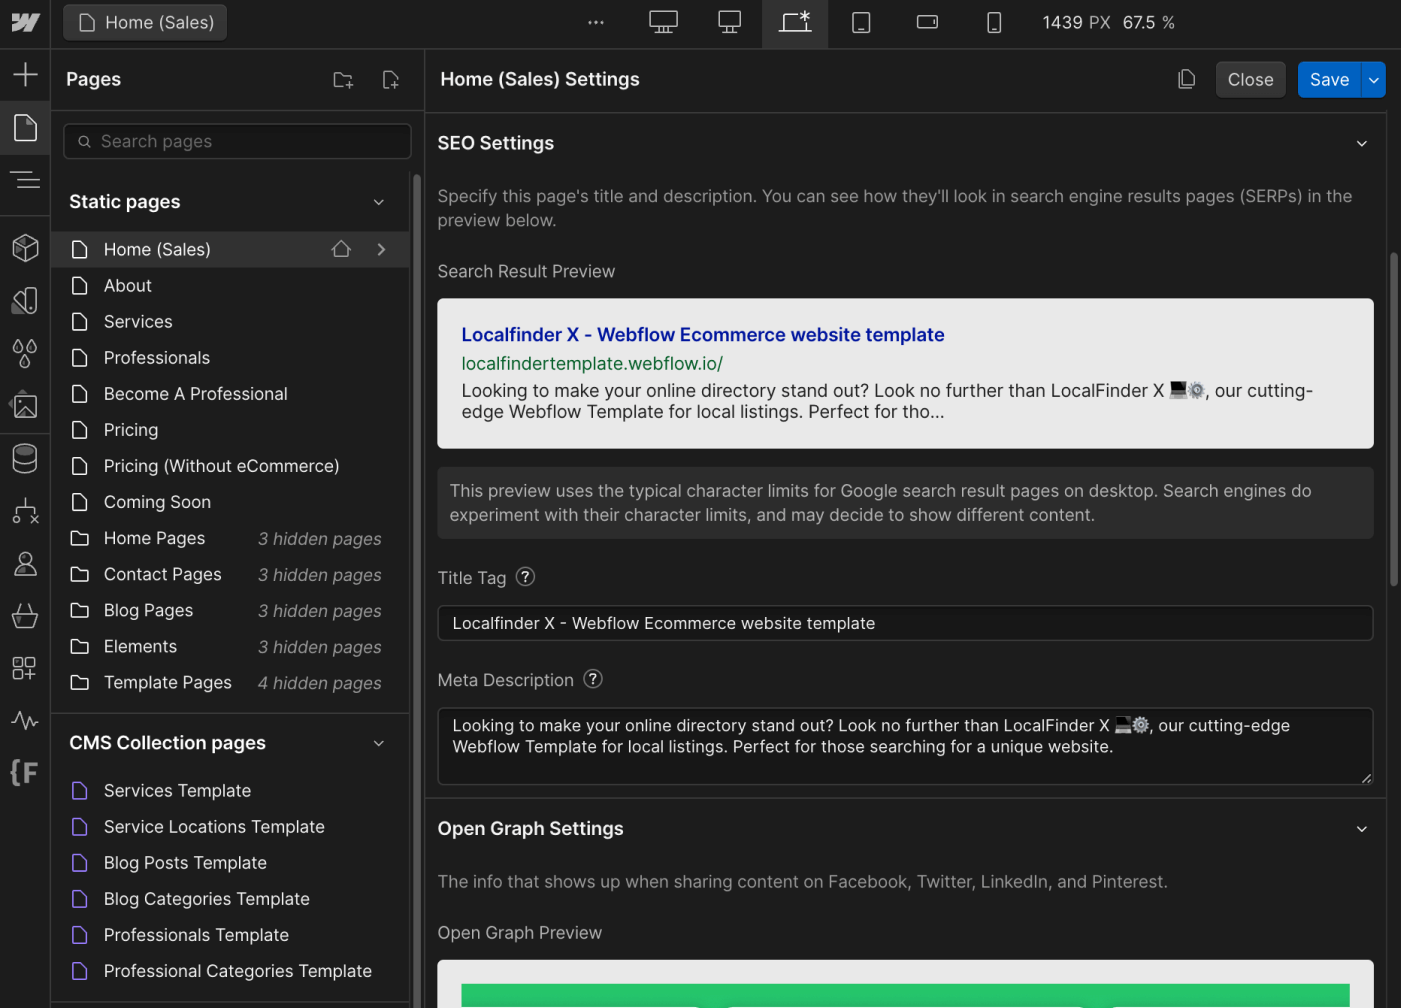 Home (Sales)
1439 PX 67.5 %
Pages
Search pages
Static pages
Home (Sales)
About
Services
Professionals
Become A Professional
Pricing
Pricing (Without eCommerce)
Coming Soon
Home Pages 3 hidden pages
Contact Pages 3 hidden pages
Blog Pages 3 hidden pages
Elements 3 hidden pages
Template Pages 4 hidden pages
CMS Collection pages
Services Template
Service Locations Template
Blog Posts Template
Blog Categories Template
Professionals Template
Professional Categories Template
Home (Sales) Settings
Close
Save
SEO Settings
Specify this page's title and description. You can see how they'll look in search engine results pages (SERPs) in the
preview below.
Search Result Preview
Localfinder X - Webflow Ecommerce website template
localfindertemplate.webflow.io/
Looking to make your online directory stand out? Look no further than LocalFinder X 💻⚙️, our cutting-
edge Webflow Template for local listings. Perfect for tho...
This preview uses the typical character limits for Google search result pages on desktop. Search engines do
experiment with their character limits, and may decide to show different content.
Title Tag ?
Localfinder X - Webflow Ecommerce website template
Meta Description ?
Looking to make your online directory stand out? Look no further than LocalFinder X 💻⚙️, our cutting-edge
Webflow Template for local listings. Perfect for those searching for a unique website.
Open Graph Settings
The info that shows up when sharing content on Facebook, Twitter, LinkedIn, and Pinterest.
Open Graph Preview